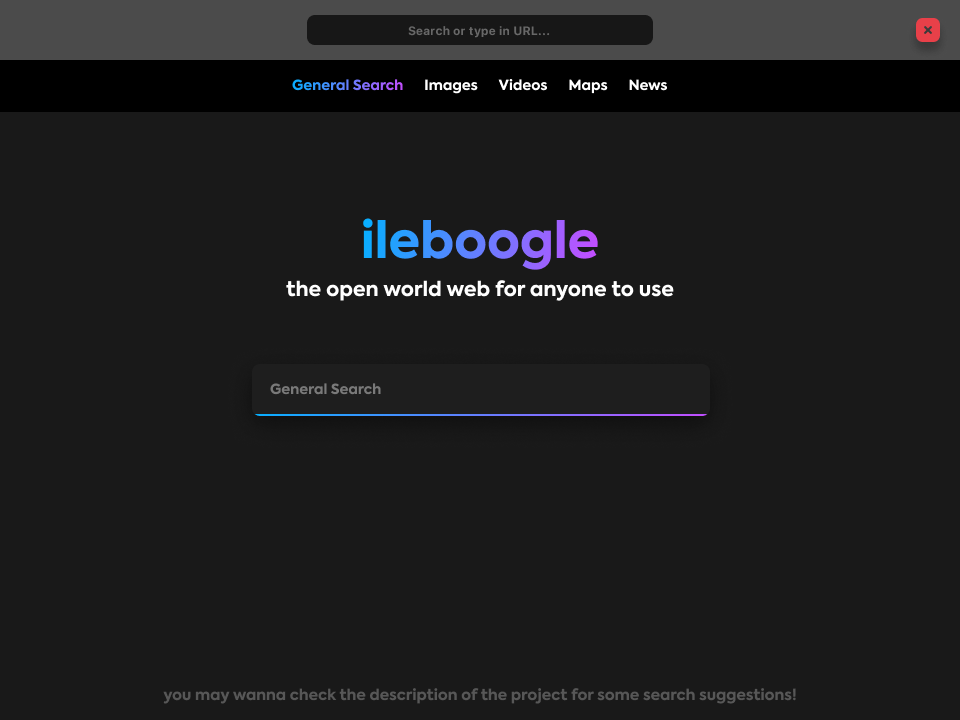 Search or type in URL...
General Search Images Videos Maps News
ileboogle
the open world web for anyone to use
General Search
you may wanna check the description of the project for some search suggestions!